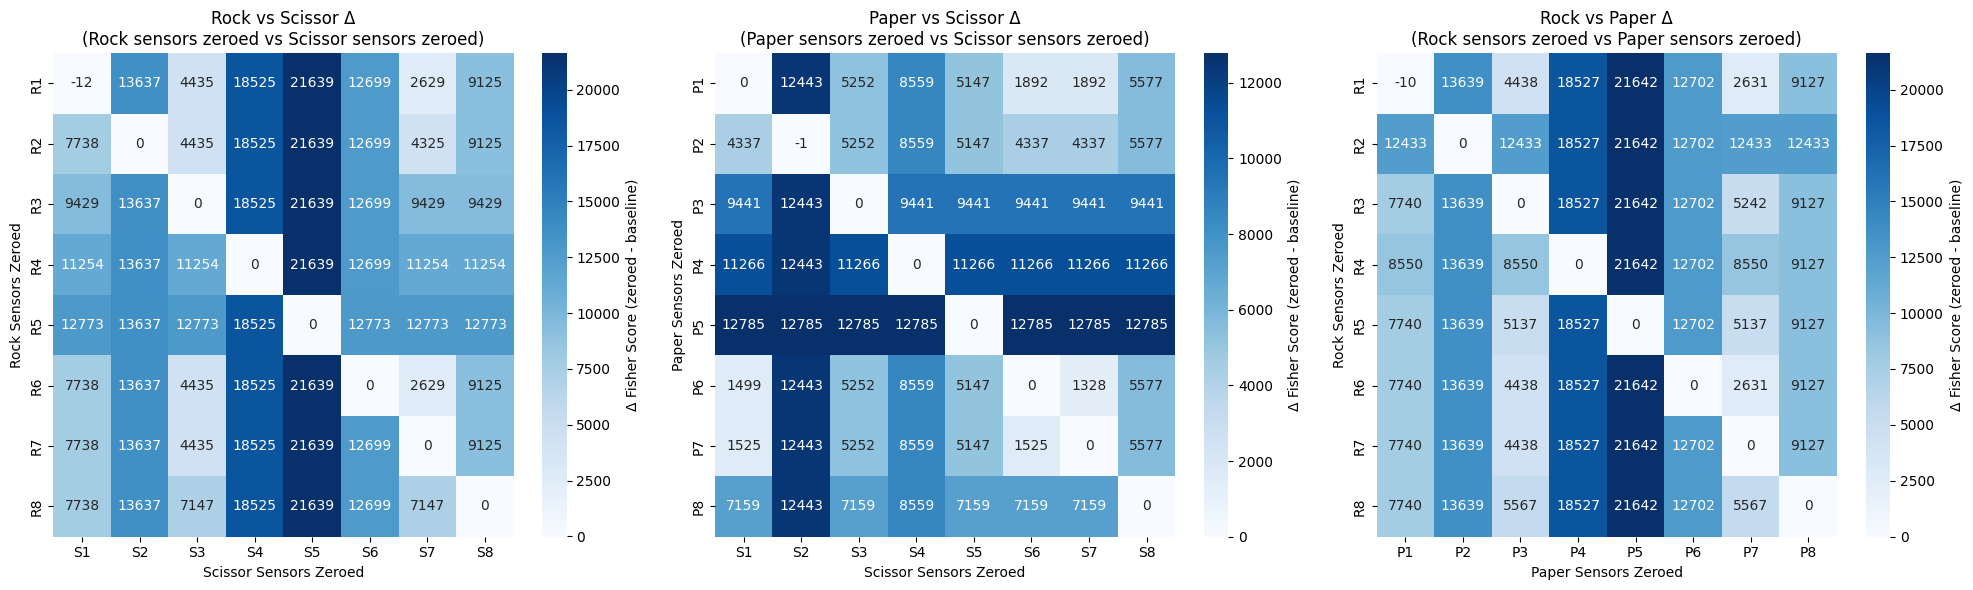 Rock vs Scissor Δ
(Rock sensors zeroed vs Scissor sensors zeroed)
R1 -12 13637 4435 18525 21639 12699 2629 9125
R2 7738 0 4435 18525 21639 12699 4325 9125
R3 9429 13637 0 18525 21639 12699 9429 9429
R4 11254 13637 11254 0 21639 12699 11254 11254
R5 12773 13637 12773 18525 0 12773 12773 12773
R6 7738 13637 4435 18525 21639 0 2629 9125
R7 7738 13637 4435 18525 21639 12699 0 9125
R8 7738 13637 7147 18525 21639 12699 7147 0
S1 S2 S3 S4 S5 S6 S7 S8
Scissor Sensors Zeroed
Rock Sensors Zeroed
20000
17500
15000
12500
10000
7500
5000
2500
0
Δ Fisher Score (zeroed - baseline)
Paper vs Scissor Δ
(Paper sensors zeroed vs Scissor sensors zeroed)
P1 0 12443 5252 8559 5147 1892 1892 5577
P2 4337 -1 5252 8559 5147 4337 4337 5577
P3 9441 12443 0 9441 9441 9441 9441 9441
P4 11266 12443 11266 0 11266 11266 11266 11266
P5 12785 12785 12785 12785 0 12785 12785 12785
P6 1499 12443 5252 8559 5147 0 1328 5577
P7 1525 12443 5252 8559 5147 1525 0 5577
P8 7159 12443 7159 8559 7159 7159 7159 0
S1 S2 S3 S4 S5 S6 S7 S8
Scissor Sensors Zeroed
Paper Sensors Zeroed
12000
10000
8000
6000
4000
2000
0
Δ Fisher Score (zeroed - baseline)
Rock vs Paper Δ
(Rock sensors zeroed vs Paper sensors zeroed)
R1 -10 13639 4438 18527 21642 12702 2631 9127
R2 12433 0 12433 18527 21642 12702 12433 12433
R3 7740 13639 0 18527 21642 12702 5242 9127
R4 8550 13639 8550 0 21642 12702 8550 9127
R5 7740 13639 5137 18527 0 12702 5137 9127
R6 7740 13639 4438 18527 21642 0 2631 9127
R7 7740 13639 4438 18527 21642 12702 0 9127
R8 7740 13639 5567 18527 21642 12702 5567 0
P1 P2 P3 P4 P5 P6 P7 P8
Paper Sensors Zeroed
Rock Sensors Zeroed
20000
17500
15000
12500
10000
7500
5000
2500
0
Δ Fisher Score (zeroed - baseline)